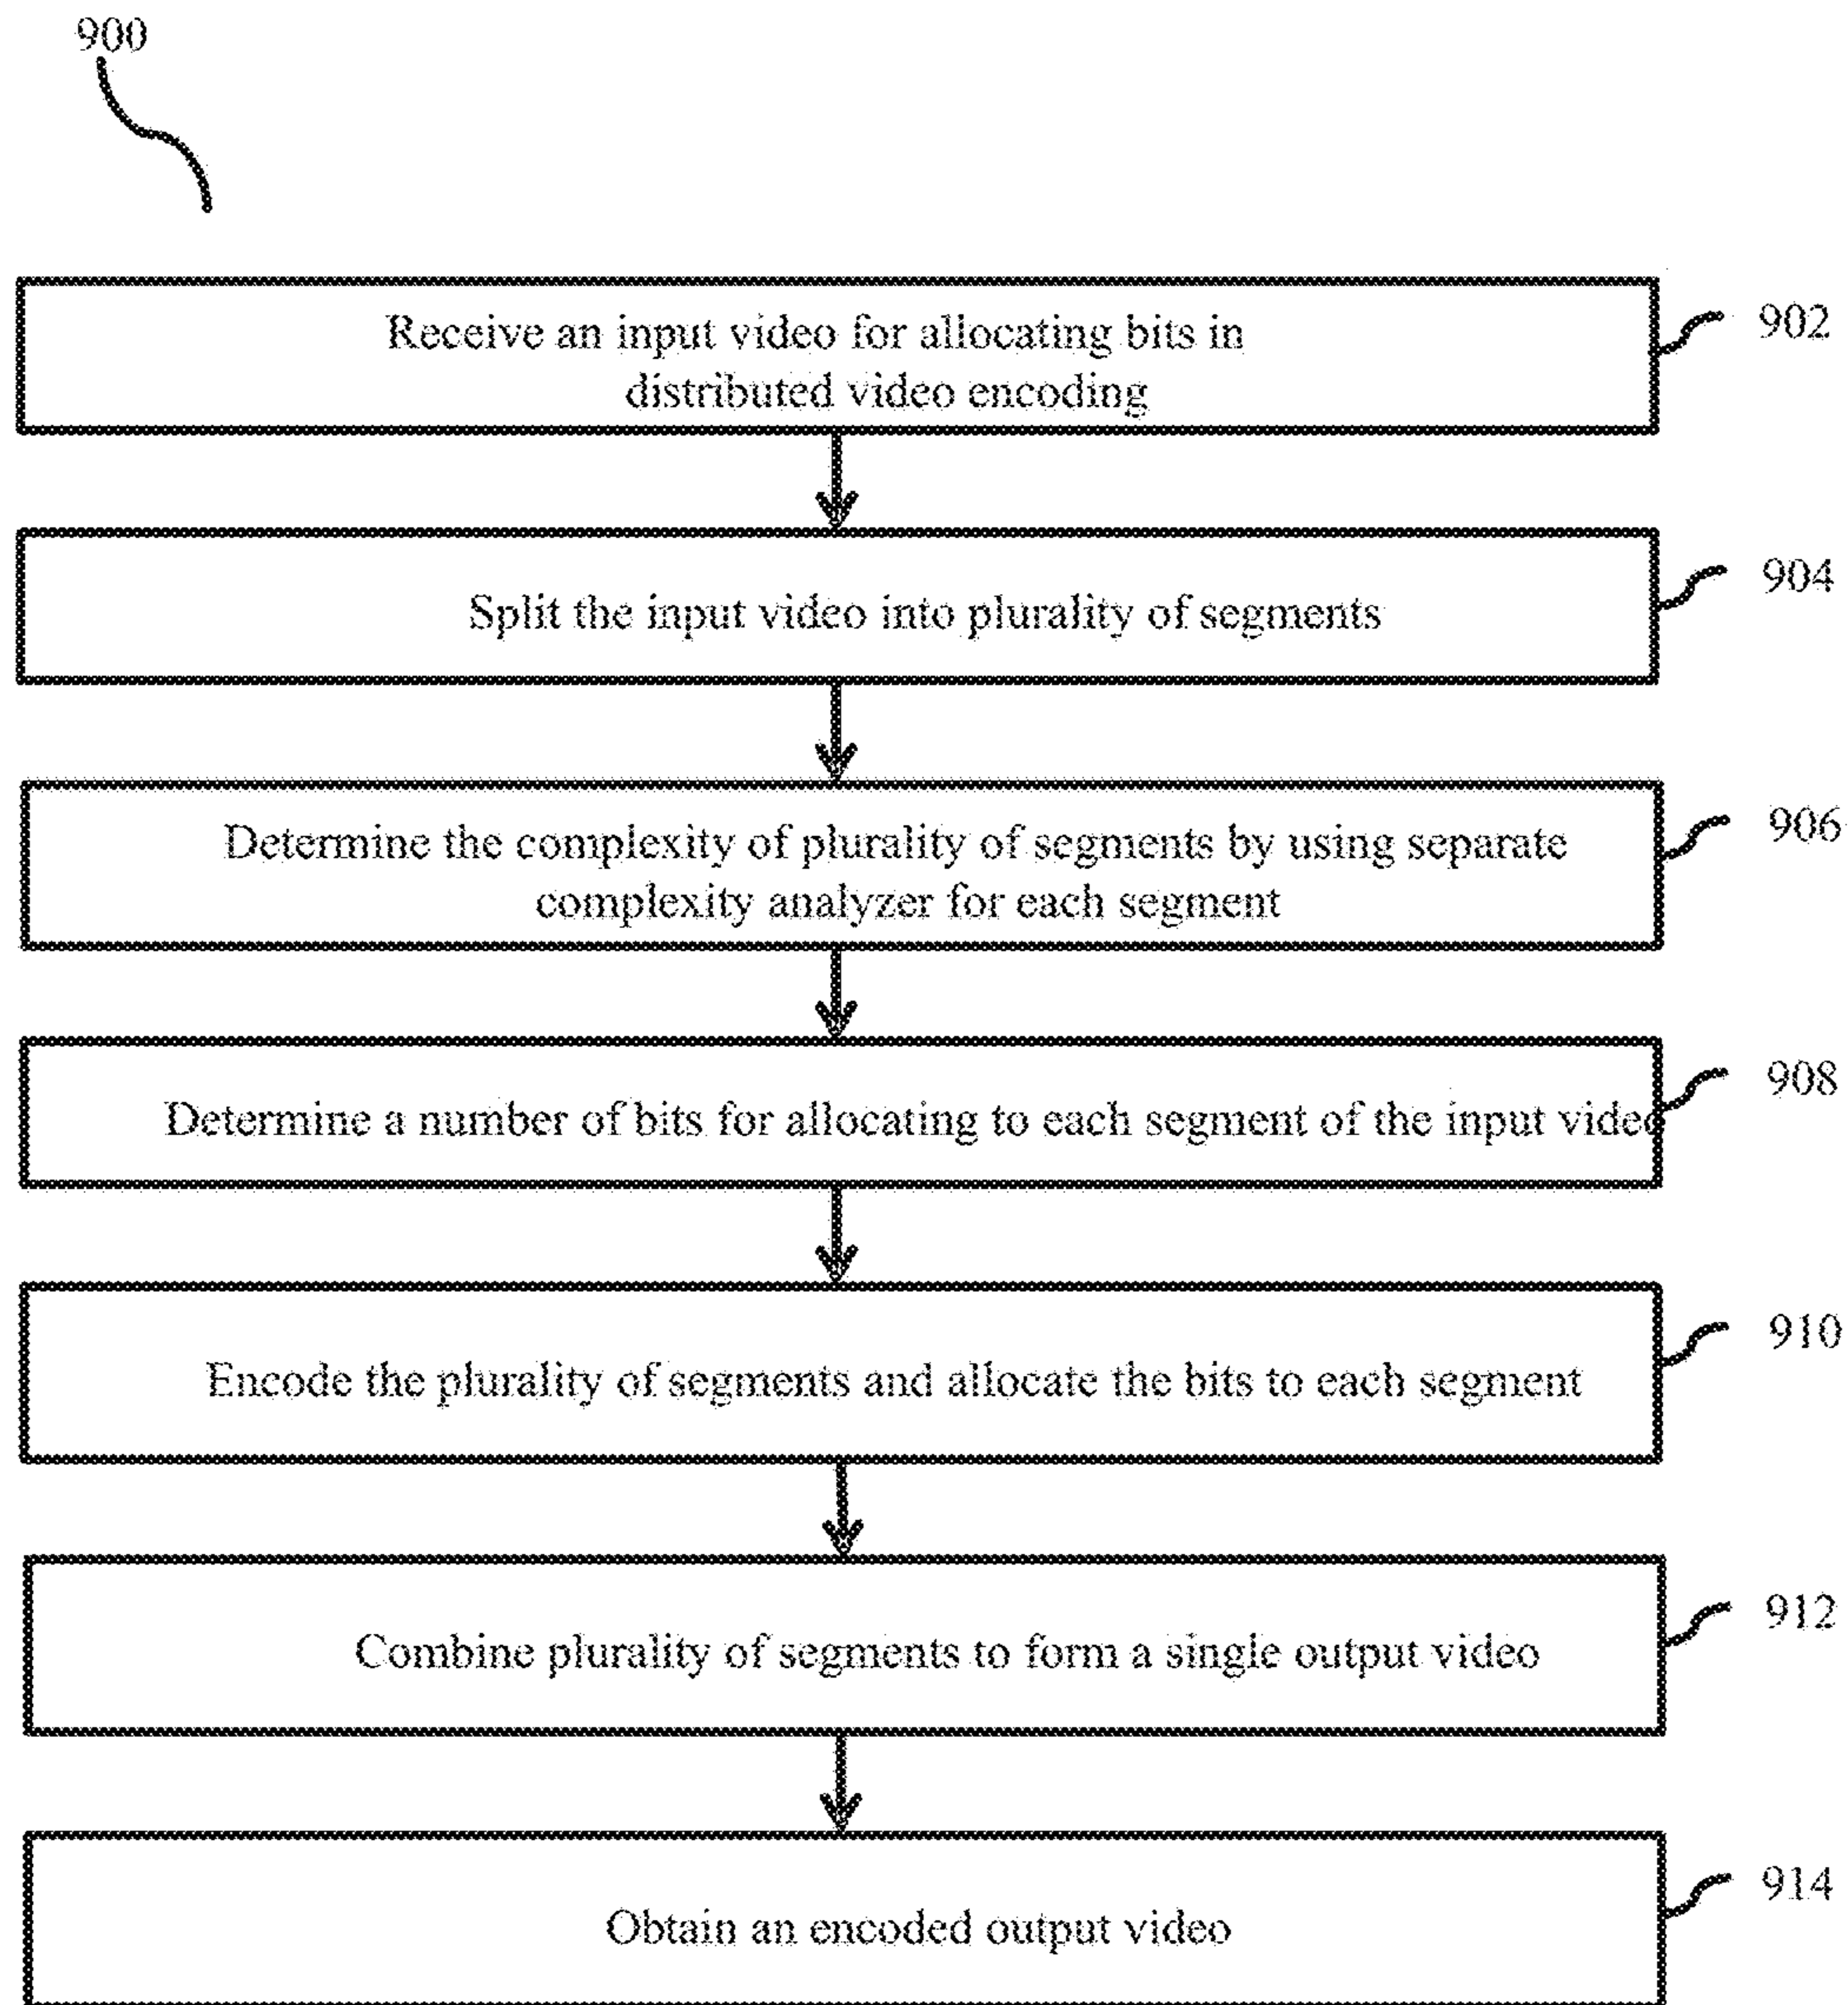 900
Receive an input video for allocating bits in
distributed video encoding
902
Split the input video into plurality of segments
904
Determine the complexity of plurality of segments by using separate
complexity analyzer for each segment
906
Determine a number of bits for allocating to each segment of the input video
908
Encode the plurality of segments and allocate the bits to each segment
910
Combine plurality of segments to form a single output video
912
Obtain an encoded output video
914